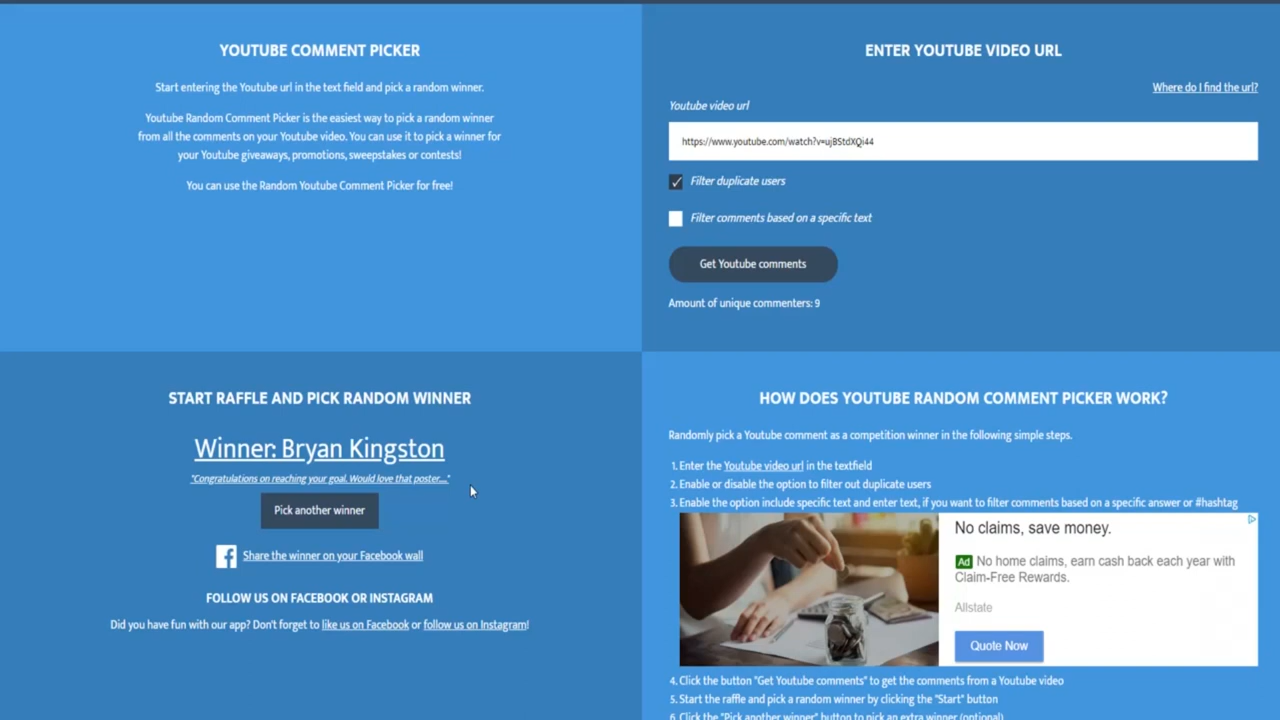 YOUTUBE COMMENT PICKER
Start entering the Youtube url in the text field and pick a random winner.
Youtube Random Comment Picker is the easiest way to pick a random winner
from all the comments on your Youtube video. You can use it to pick a winner for
your Youtube giveaways, promotions, sweepstakes or contests!
You can use the Random Youtube Comment Picker for free!
ENTER YOUTUBE VIDEO URL
Where do I find the url?
Youtube video url
https://www.youtube.com/watch?v=ujBStdXQi44
Filter duplicate users
Filter comments based on a specific text
Get Youtube comments
Amount of unique commenters: 9
START RAFFLE AND PICK RANDOM WINNER
Winner: Bryan Kingston
"Congratulations on reaching your goal. Would love that poster...."
Pick another winner
Share the winner on your Facebook wall
FOLLOW US ON FACEBOOK OR INSTAGRAM
Did you have fun with our app? Don't forget to like us on Facebook or follow us on Instagram!
HOW DOES YOUTUBE RANDOM COMMENT PICKER WORK?
Randomly pick a Youtube comment as a competition winner in the following simple steps.
1. Enter the Youtube video url in the textfield
2. Enable or disable the option to filter out duplicate users
3. Enable the option include specific text and enter text, if you want to filter comments based on a specific answer or #hashtag
No claims, save money.
Ad No home claims, earn cash back each year with
Claim-Free Rewards.
Allstate
Quote Now
4. Click the button "Get Youtube comments" to get the comments from a Youtube video
5. Start the raffle and pick a random winner by clicking the "Start" button
6. Click the "Pick another winner" button to pick an extra winner (optional)